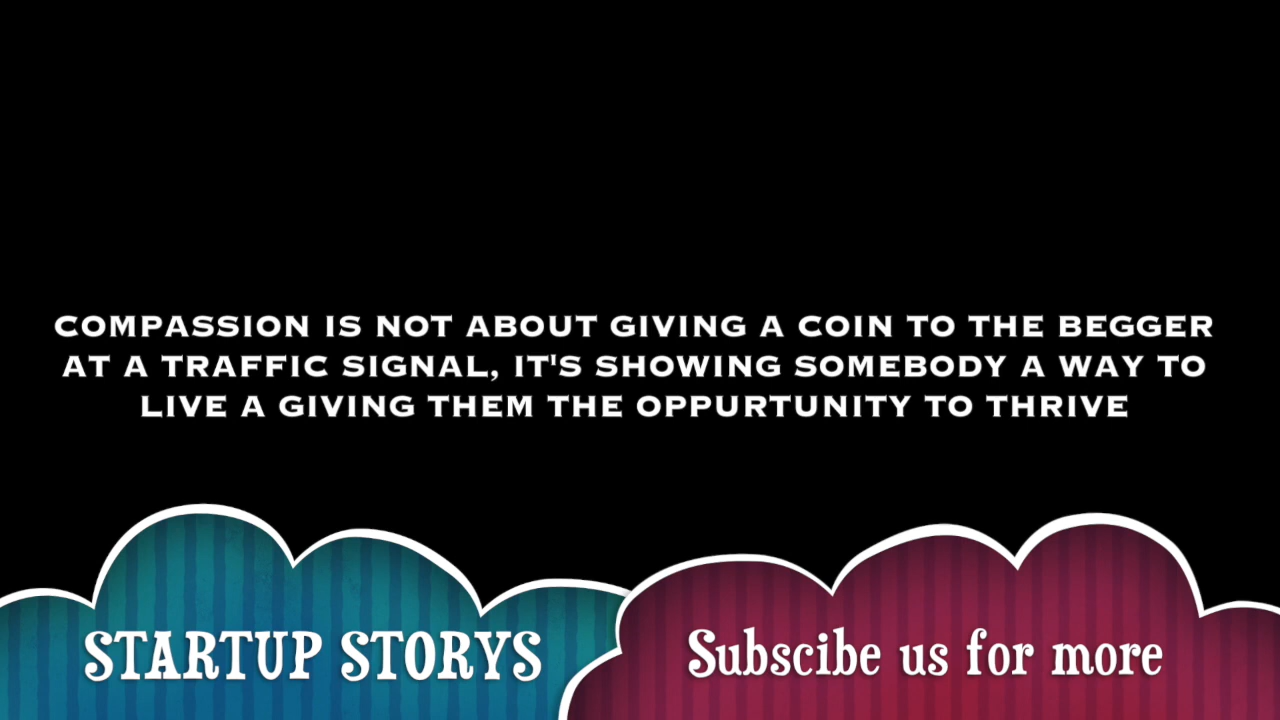 COMPASSION IS NOT ABOUT GIVING A COIN TO THE BEGGER
AT A TRAFFIC SIGNAL, IT'S SHOWING SOMEBODY A WAY TO
LIVE A GIVING THEM THE OPPURTUNITY TO THRIVE
STARTUP STORYS
Subscibe us for more